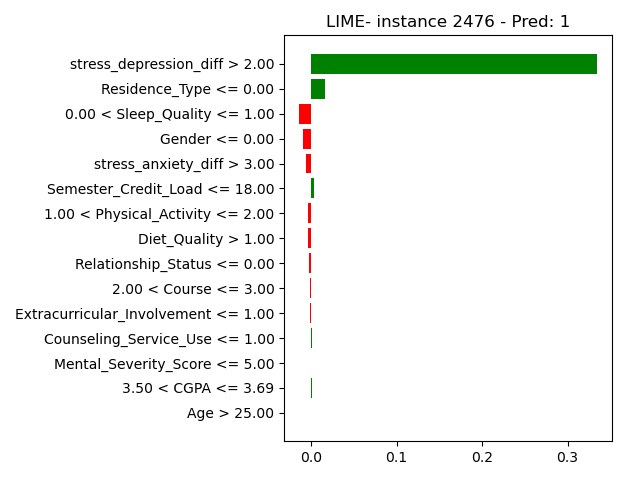 LIME- instance 2476 - Pred: 1
stress_depression_diff > 2.00
Residence_Type <= 0.00
0.00 < Sleep_Quality <= 1.00
Gender <= 0.00
stress_anxiety_diff > 3.00
Semester_Credit_Load <= 18.00
1.00 < Physical_Activity <= 2.00
Diet_Quality > 1.00
Relationship_Status <= 0.00
2.00 < Course <= 3.00
Extracurricular_Involvement <= 1.00
Counseling_Service_Use <= 1.00
Mental_Severity_Score <= 5.00
3.50 < CGPA <= 3.69
Age > 25.00
0.0 0.1 0.2 0.3